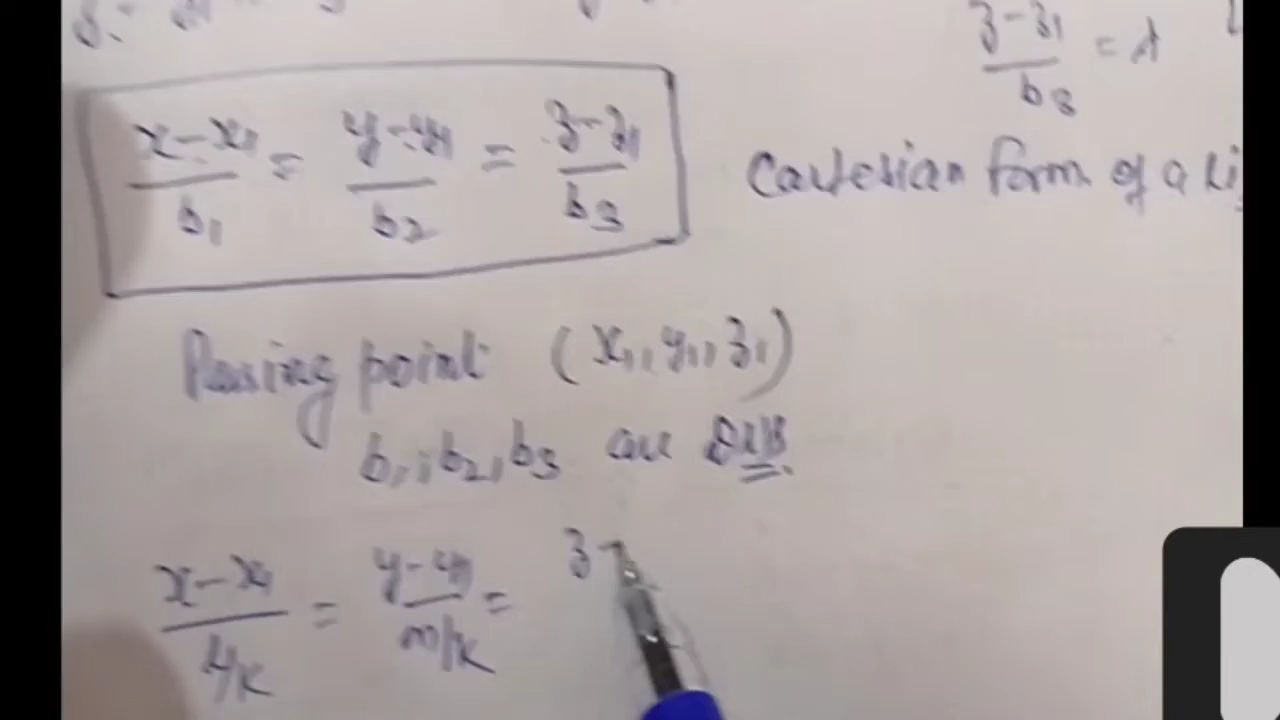 z-z₁/b₃ = λ
x-x₁/b₁ = y-y₁/b₂ = z-z₁/b₃
Cartesian form of a
Passing point (x₁, y₁, z₁)
b₁, b₂, b₃ are DR's.
x-x₁/l/k = y-y₁/m/k = z-